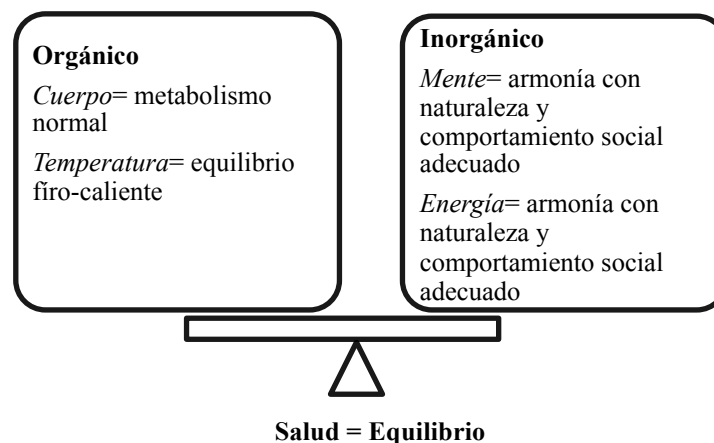 Orgánico
Cuerpo= metabolismo
normal
Temperatura= equilibrio
fíro-caliente
Inorgánico
Mente= armonía con
naturaleza y
comportamiento social
adecuado
Energía= armonía con
naturaleza y
comportamiento social
adecuado
Salud = Equilibrio